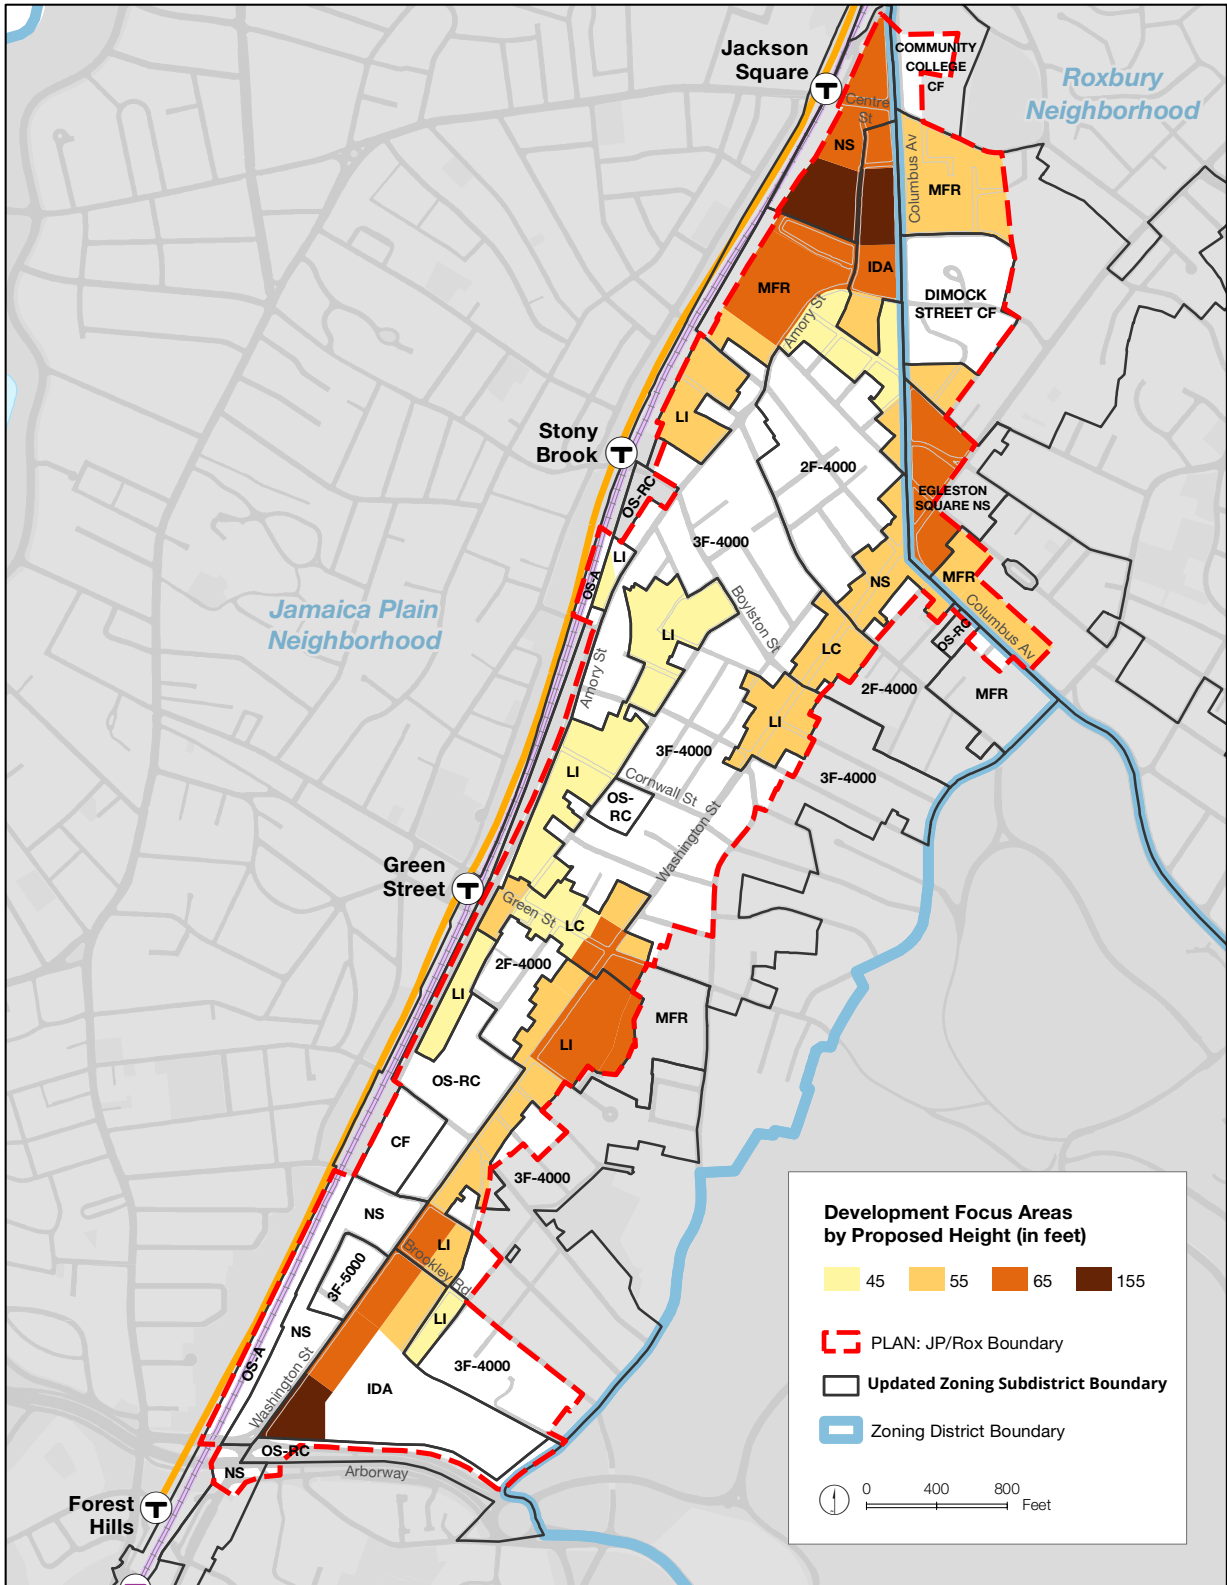 Jackson
Square
T
COMMUNITY
COLLEGE
CF
Roxbury
Neighborhood
Centre
St
NS
Columbus Av
MFR
IDA
MFR
DIMOCK
STREET CF
Amory St
LI
Stony
Brook
T
2F-4000
OS-RC
EGLESTON
SQUARE NS
3F-4000
LI
OS-A
NS
MFR
Columbus Av
Jamaica Plain
Neighborhood
Boylston St
LI
OS-RC
LC
Amory St
2F-4000
MFR
LI
3F-4000
LI
Cornwall St
3F-4000
OS-
RC
Washington St
Green
Street
T
Green St
LC
2F-4000
LI
MFR
LI
OS-RC
CF
3F-4000
NS
LI
Brookley Rd
3F-5000
LI
NS
3F-4000
OS-A
Washington St
IDA
OS-RC
NS
Arborway
Forest
Hills
T
Development Focus Areas
by Proposed Height (in feet)
45 55 65 155
PLAN: JP/Rox Boundary
Updated Zoning Subdistrict Boundary
Zoning District Boundary
0 400 800
Feet